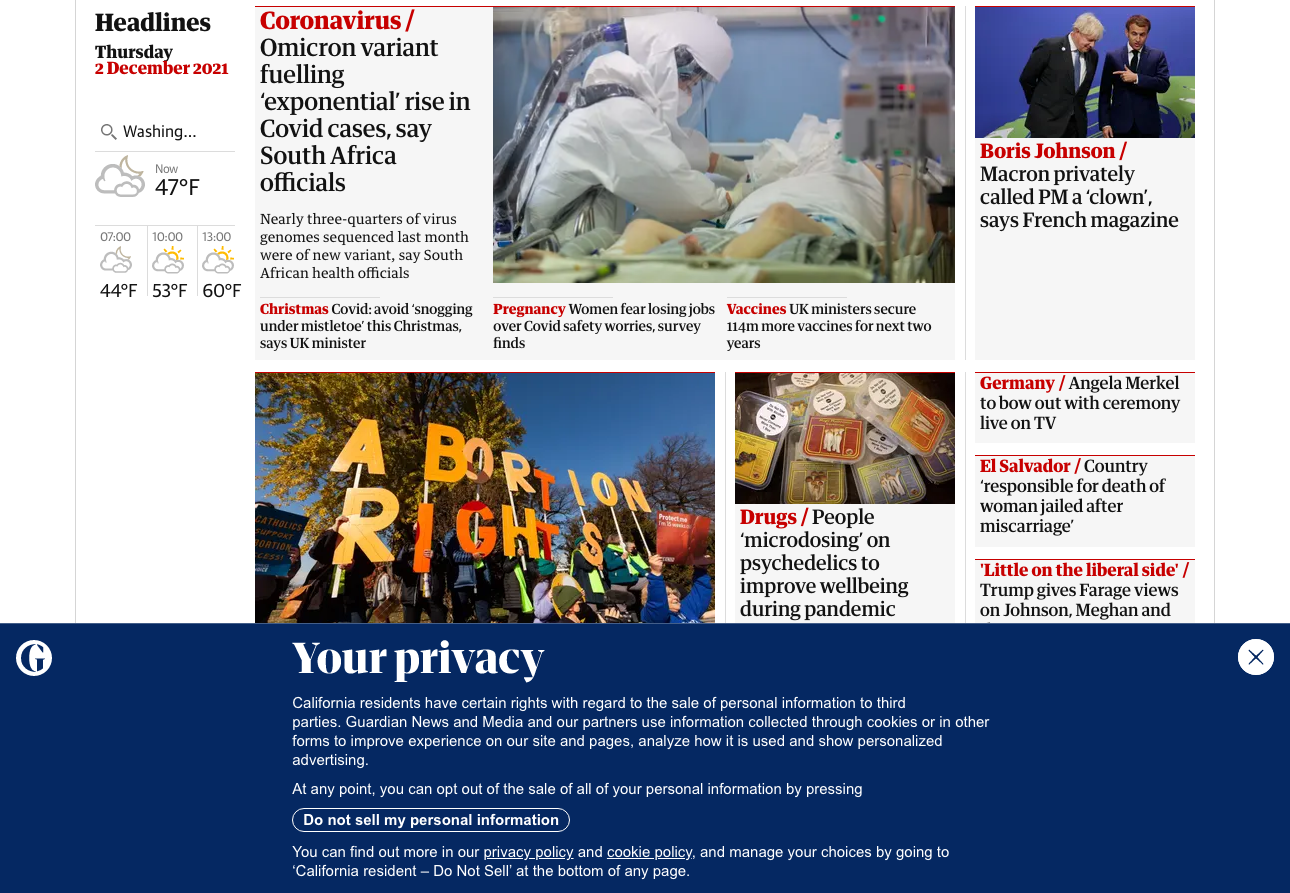 Headlines
Thursday
2 December 2021
Washing...
Now
47°F
07:00 10:00 13:00
44°F 53°F 60°F
Coronavirus /
Omicron variant
fuelling
‘exponential’ rise in
Covid cases, say
South Africa
officials
Nearly three-quarters of virus
genomes sequenced last month
were of new variant, say South
African health officials
Christmas Covid: avoid ‘snogging
under mistletoe’ this Christmas,
says UK minister
Pregnancy Women fear losing jobs
over Covid safety worries, survey
finds
Vaccines UK ministers secure
114m more vaccines for next two
years
Boris Johnson /
Macron privately
called PM a ‘clown’,
says French magazine
ABORTION
RIGHTS
CATHOLICS
SUPPORT
ABORTION
ACCESS!
Protect me
Drugs / People
‘microdosing’ on
psychedelics to
improve wellbeing
during pandemic
Germany / Angela Merkel
to bow out with ceremony
live on TV
El Salvador / Country
‘responsible for death of
woman jailed after
miscarriage’
'Little on the liberal side' /
Trump gives Farage views
on Johnson, Meghan and
G
Your privacy
California residents have certain rights with regard to the sale of personal information to third
parties. Guardian News and Media and our partners use information collected through cookies or in other
forms to improve experience on our site and pages, analyze how it is used and show personalized
advertising.
At any point, you can opt out of the sale of all of your personal information by pressing
Do not sell my personal information
You can find out more in our privacy policy and cookie policy, and manage your choices by going to
‘California resident – Do Not Sell’ at the bottom of any page.